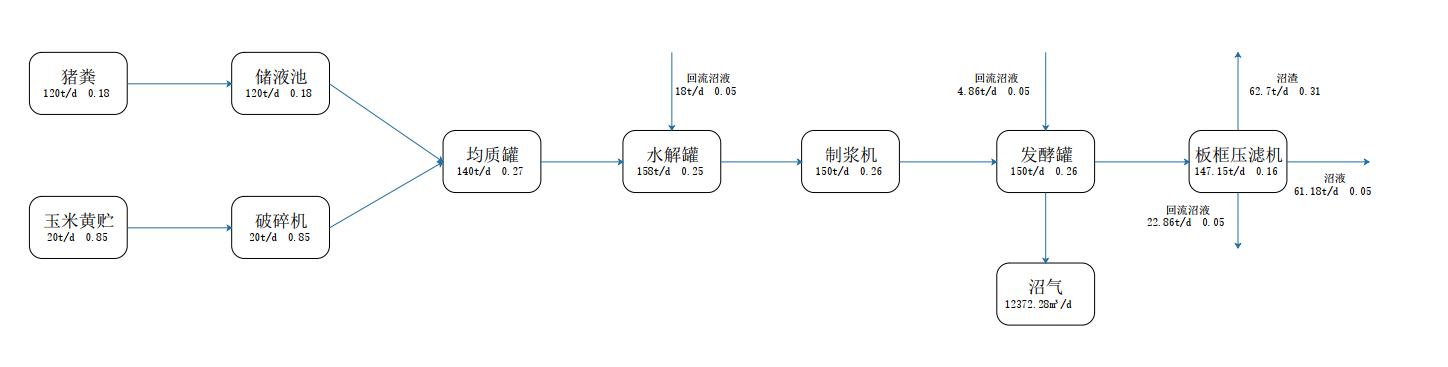 猪粪
120t/d 0.18
储液池
120t/d 0.18
玉米黄贮
20t/d 0.85
破碎机
20t/d 0.85
均质罐
140t/d 0.27
回流沼液
18t/d 0.05
水解罐
158t/d 0.25
制浆机
150t/d 0.26
回流沼液
4.86t/d 0.05
发酵罐
150t/d 0.26
沼气
12372.28m³/d
沼渣
62.7t/d 0.31
板框压滤机
147.15t/d 0.16
沼液
61.18t/d 0.05
回流沼液
22.86t/d 0.05